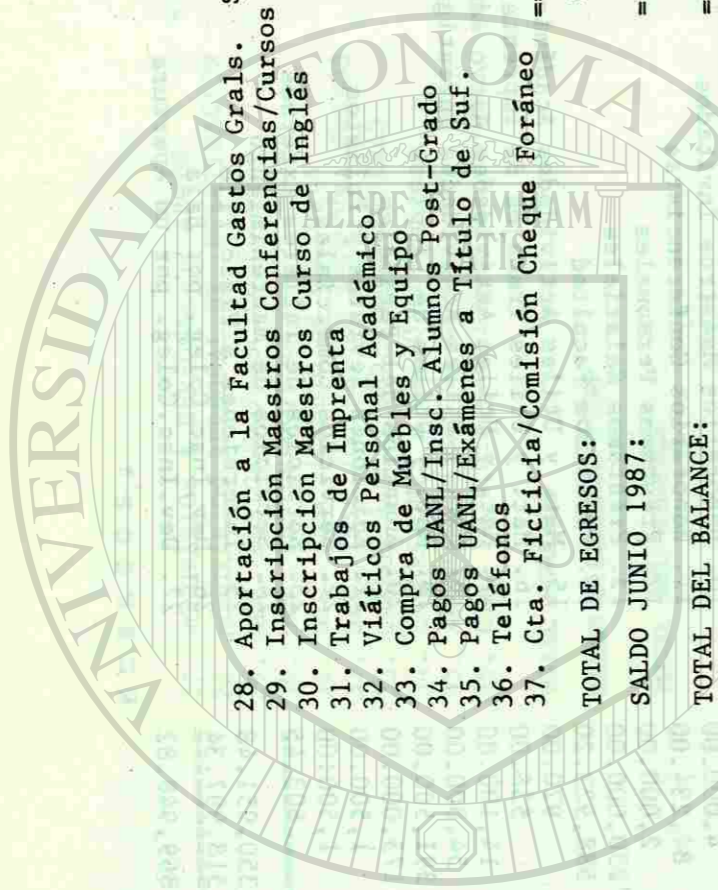 28. Aportación a la Facultad Gastos Grals.
29. Inscripción Maestros Conferencias/Cursos
30. Inscripción Maestros Curso de Inglés
31. Trabajos de Imprenta
32. Viáticos Personal Académico
33. Compra de Muebles y Equipo
34. Pagos UANL/Insc. Alumnos Post-Grado
35. Pagos UANL/Exámenes a Título de Suf.
36. Teléfonos
37. Cta. Ficticia/Comisión Cheque Foráneo
TOTAL DE EGRESOS:
SALDO JUNIO 1987:
TOTAL DEL BALANCE: